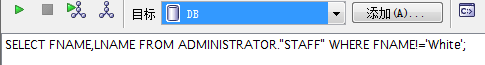 目标 DB 添加(A)...
SELECT FNAME,LNAME FROM ADMINISTRATOR."STAFF" WHERE FNAME!='White';